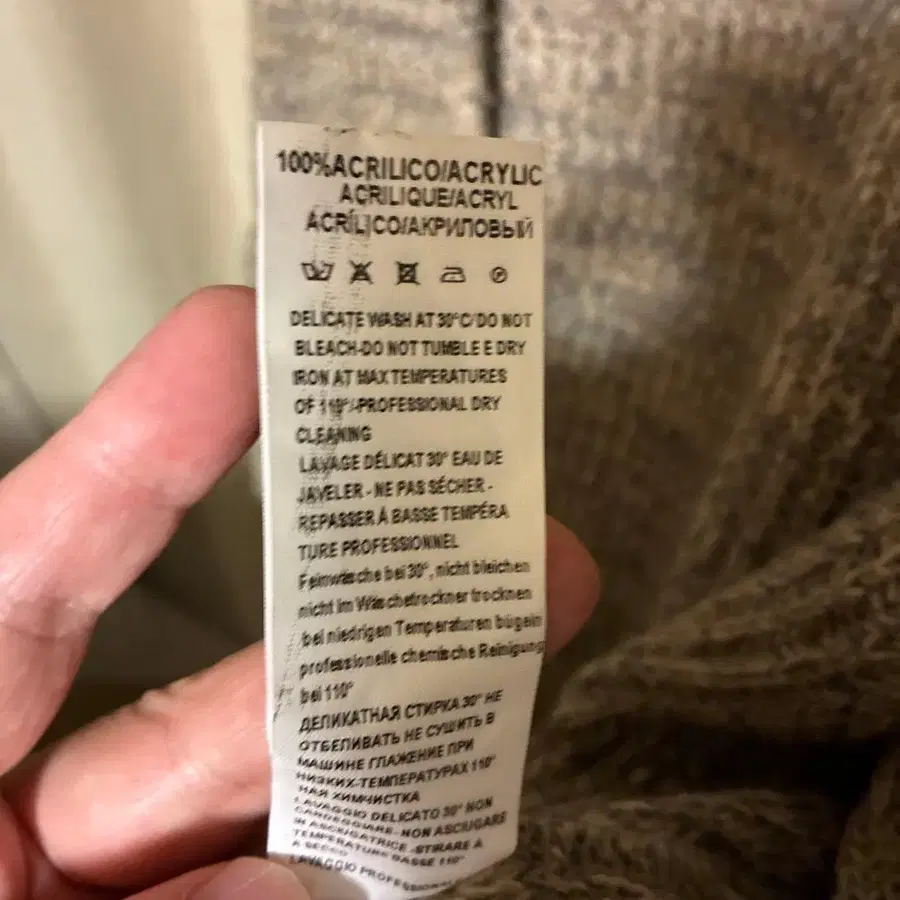 100%ACRILICO/ACRYLIC
ACRILIQUE/ACRYL
ACRÍLICO/АКРИЛОВЫЙ
DELICATE WASH AT 30°C/DO NOT
BLEACH-DO NOT TUMBLE E DRY
IRON AT MAX TEMPERATURES
OF 110°/-PROFESSIONAL DRY
CLEANING
LAVAGE DÉLICAT 30° EAU DE
JAVELER - NE PAS SÉCHER -
REPASSER Á BASSE TEMPÉRA
TURE PROFESSIONNEL
Feinwäsche bei 30°, nicht bleichen
nicht im Wäschetrockner trocknen
bei niedrigen Temperaturen bügeln
professionelle chemische Reinigung
bei 110°
ДЕЛИКАТНАЯ СТИРКА 30° НЕ
ОТБЕЛИВАТЬ НЕ СУШИТЬ В
МАШИНЕ ГЛАЖЕНИЕ ПРИ
НИЗКИХ-ТЕМПЕРАТУРАХ 110°
НАЯ ХИМЧИСТКА
LAVAGGIO DELICATO 30° NON
CANDEGGINE- NON ASCIUGARE
IN ASCIUGATRICE -STIRARE A
TEMPERATURE BASSE 110°
A SECCO
LAVAGGIO PROFESSIONAL